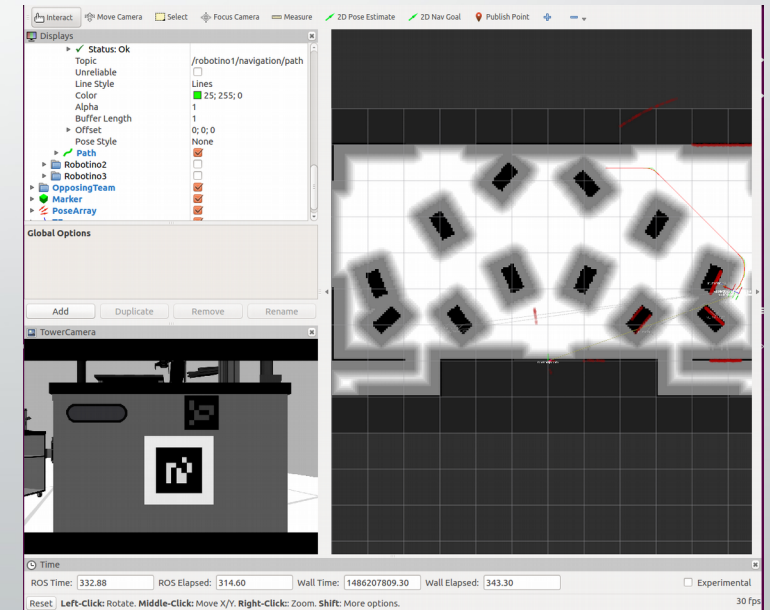 Interact Move Camera Select Focus Camera Measure 2D Pose Estimate 2D Nav Goal Publish Point
Displays
Status: Ok
Topic /robotino1/navigation/path
Unreliable
Line Style Lines
Color 25; 255; 0
Alpha 1
Buffer Length 1
Offset 0; 0; 0
Pose Style None
Path
Robotino2
Robotino3
OpposingTeam
Marker
PoseArray
Global Options
Add Duplicate Remove Rename
TowerCamera
Time
ROS Time: 332.88 ROS Elapsed: 314.60 Wall Time: 1486207809.30 Wall Elapsed: 343.30 Experimental
Reset Left-Click: Rotate. Middle-Click: Move X/Y. Right-Click:: Zoom. Shift: More options. 30 fps